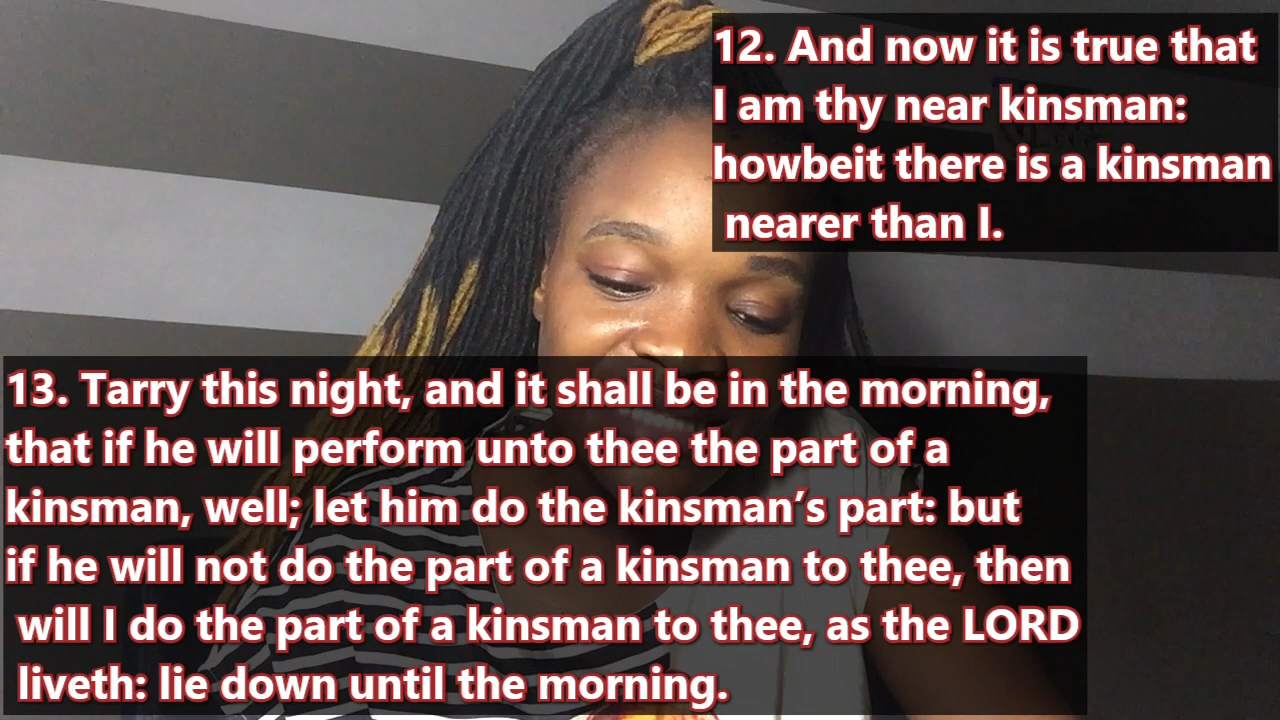 12. And now it is true that
I am thy near kinsman:
howbeit there is a kinsman
nearer than I.
13. Tarry this night, and it shall be in the morning,
that if he will perform unto thee the part of a
kinsman, well; let him do the kinsman’s part: but
if he will not do the part of a kinsman to thee, then
will I do the part of a kinsman to thee, as the LORD
liveth: lie down until the morning.